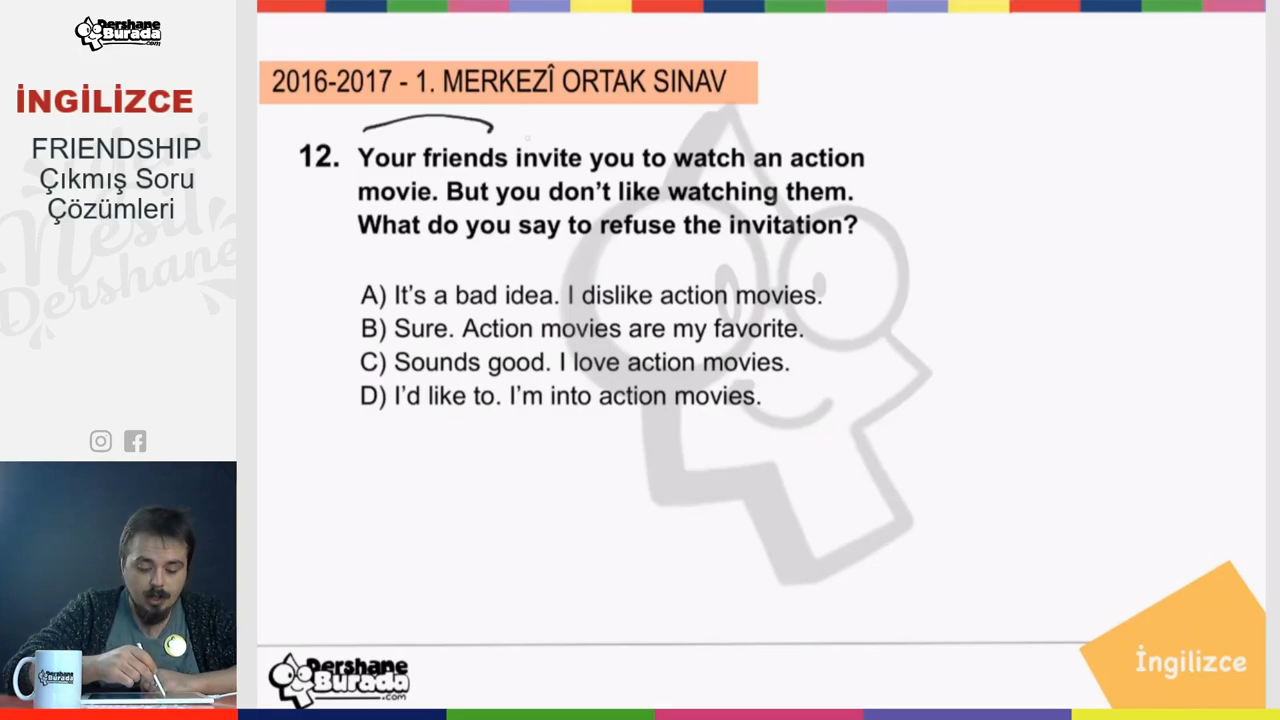 Dershane
Burada
.com
İNGİLİZCE
FRIENDSHIP
Çıkmış Soru
Çözümleri
Nesil
Dershane
2016-2017 - 1. MERKEZÎ ORTAK SINAV
12. Your friends invite you to watch an action
movie. But you don't like watching them.
What do you say to refuse the invitation?
A) It's a bad idea. I dislike action movies.
B) Sure. Action movies are my favorite.
C) Sounds good. I love action movies.
D) I'd like to. I'm into action movies.
Dershane
Burada
.com
İngilizce